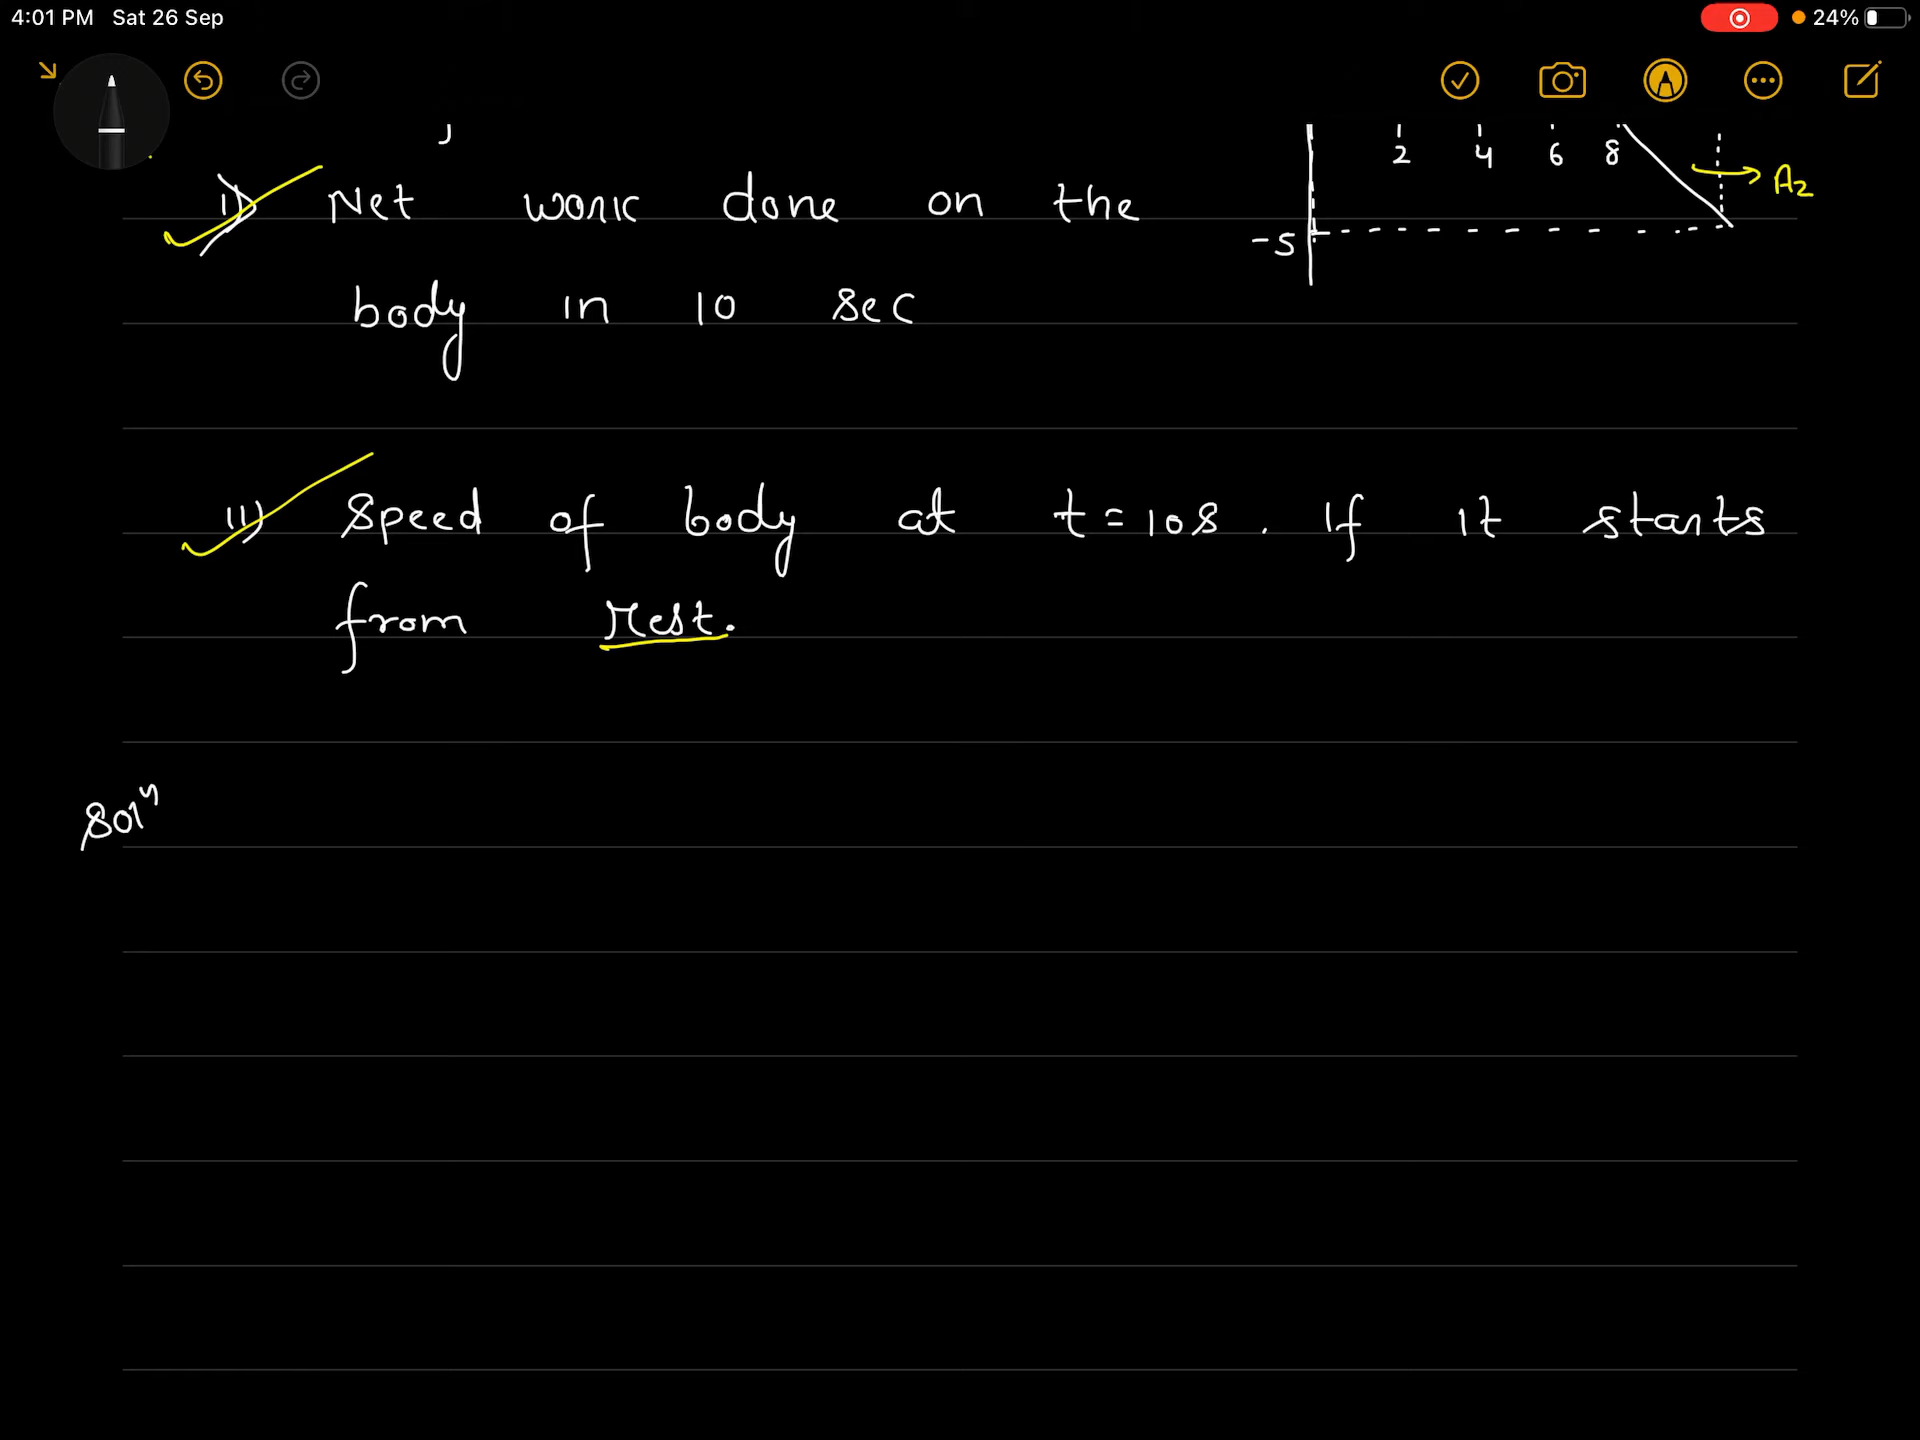 4:01 PM Sat 26 Sep
24%
2 4 6 8
A2
i) Net work done on the
-5
body in 10 sec
ii) Speed of body at t=10s. If it starts
from rest.
Solⁿ